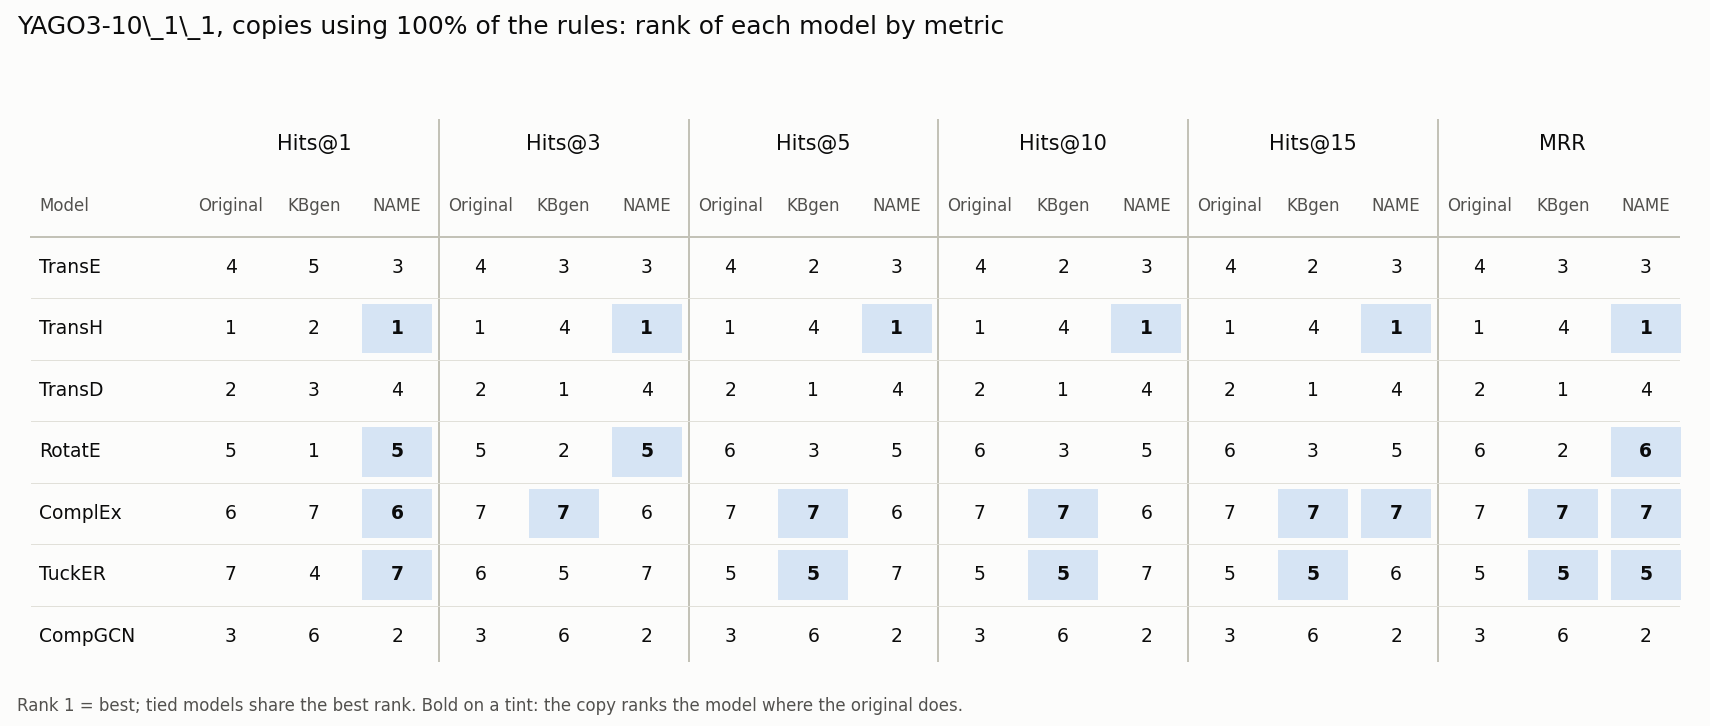 YAGO3-10\_1\_1, copies using 100% of the rules: rank of each model by metric
Hits@1 Hits@3 Hits@5 Hits@10 Hits@15 MRR
Model Original KBgen NAME Original KBgen NAME Original KBgen NAME Original KBgen NAME Original KBgen NAME Original KBgen NAME
TransE 4 5 3 4 3 3 4 2 3 4 2 3 4 2 3 4 3 3
TransH 1 2 1 1 4 1 1 4 1 1 4 1 1 4 1 1 4 1
TransD 2 3 4 2 1 4 2 1 4 2 1 4 2 1 4 2 1 4
RotatE 5 1 5 5 2 5 6 3 5 6 3 5 6 3 5 6 2 6
ComplEx 6 7 6 7 7 6 7 7 6 7 7 6 7 7 7 7 7 7
TuckER 7 4 7 6 5 7 5 5 7 5 5 7 5 5 6 5 5 5
CompGCN 3 6 2 3 6 2 3 6 2 3 6 2 3 6 2 3 6 2
Rank 1 = best; tied models share the best rank. Bold on a tint: the copy ranks the model where the original does.